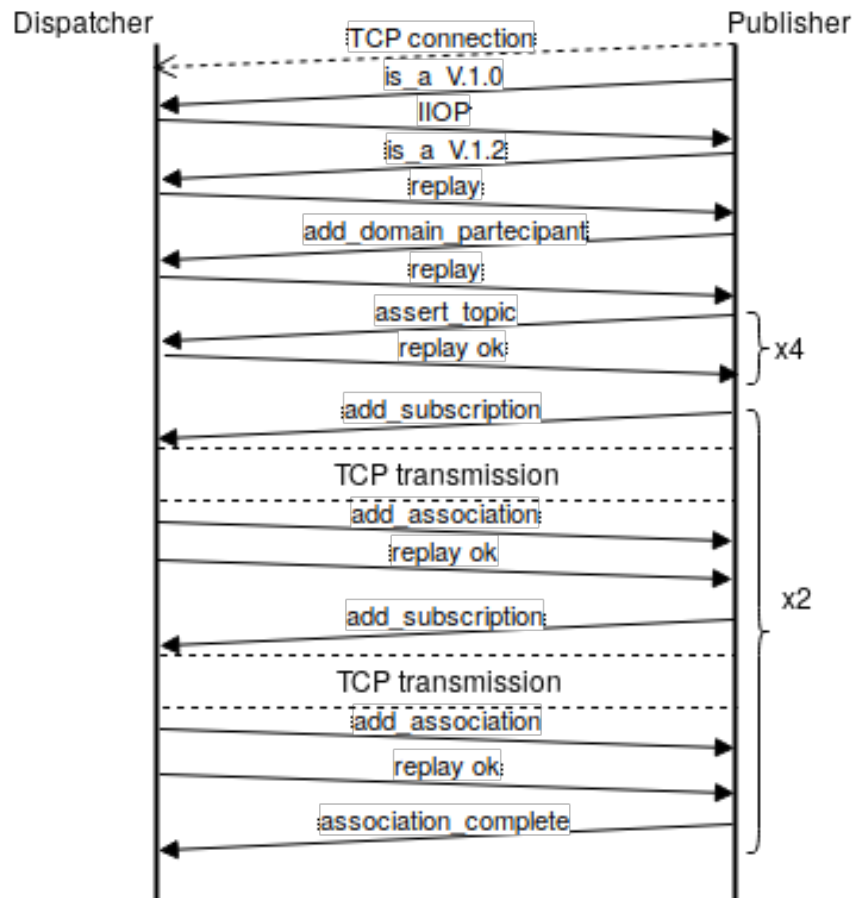 Dispatcher
Publisher
TCP connection
is_a V.1.0
IIOP
is_a V.1.2
replay
add_domain_partecipant
replay
assert_topic
replay ok
x4
add_subscription
TCP transmission
add_association
replay ok
x2
add_subscription
TCP transmission
add_association
replay ok
association_complete